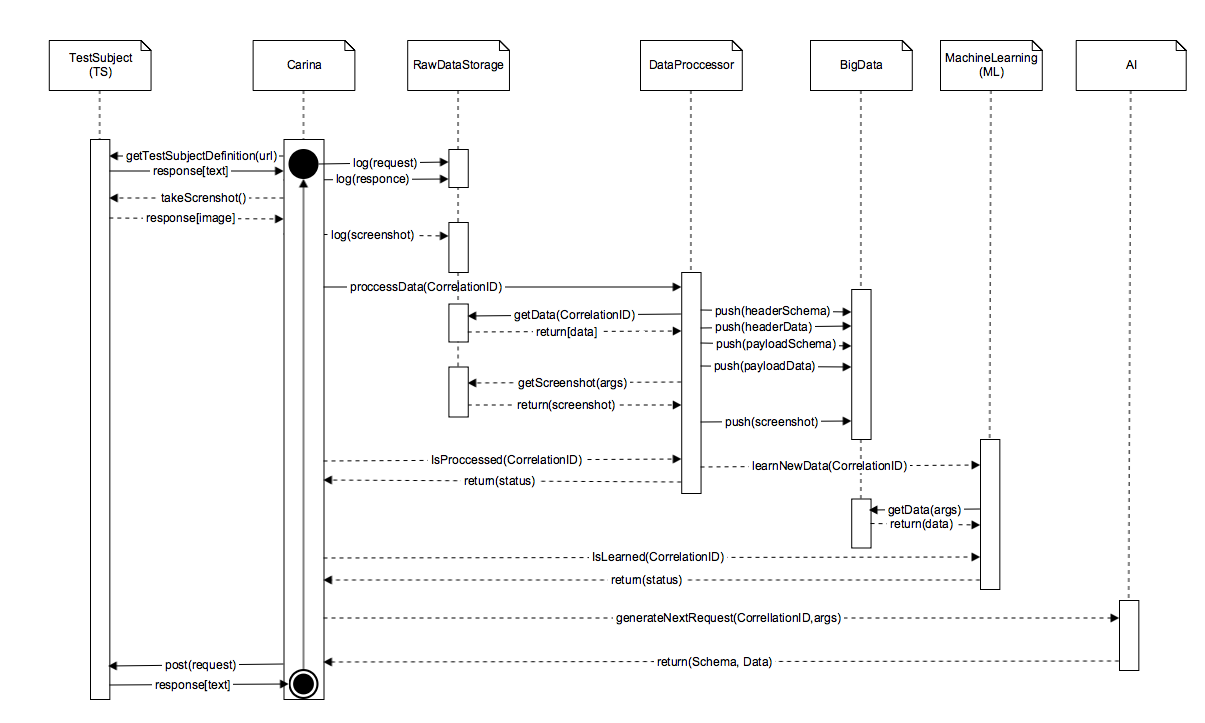 TestSubject
(TS)
Carina
RawDataStorage
DataProccessor
BigData
MachineLearning
(ML)
AI
getTestSubjectDefinition(url)
response[text]
log(request)
log(responce)
takeScrenshot()
response[image]
log(screenshot)
proccessData(CorrelationID)
getData(CorrelationID)
return[data]
push(headerSchema)
push(headerData)
push(payloadSchema)
push(payloadData)
getScreenshot(args)
return(screenshot)
push(screenshot)
IsProccessed(CorrelationID)
return(status)
learnNewData(CorrelationID)
getData(args)
return(data)
IsLearned(CorrelationID)
return(status)
generateNextRequest(CorrellationID,args)
return(Schema, Data)
post(request)
response[text]